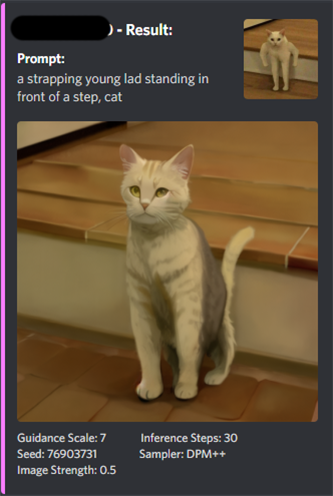 - Result:
Prompt:
a strapping young lad standing in
front of a step, cat
Guidance Scale: 7 Inference Steps: 30
Seed: 76903731 Sampler: DPM++
Image Strength: 0.5